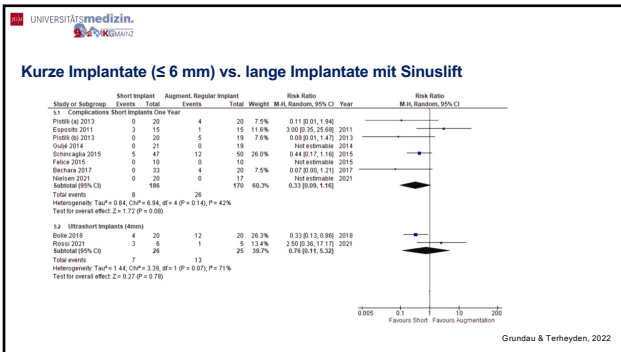 JG|U UNIVERSITÄTSmedizin.
MKG MAINZ
Kurze Implantate (≤ 6 mm) vs. lange Implantate mit Sinuslift
Short Implant Augment. Regular Implant Risk Ratio Risk Ratio
Study or Subgroup Events Total Events Total Weight M-H, Random, 95% CI Year M-H, Random, 95% CI
5.1 Complications Short Implants One Year
Pistilli (a) 2013 0 20 4 20 7.5% 0.11 [0.01, 1.94] 2013
Esposito 2011 3 15 1 15 11.6% 3.00 [0.35, 25.68] 2011
Pistilli (b) 2013 0 20 5 19 7.6% 0.09 [0.01, 1.47] 2013
Guljé 2014 0 21 0 19 Not estimable 2014
Schincaglia 2015 5 47 12 50 26.0% 0.44 [0.17, 1.16] 2015
Felice 2015 0 10 0 10 Not estimable 2015
Bechara 2017 0 33 4 20 7.5% 0.07 [0.00, 1.21] 2017
Nielsen 2021 0 20 0 17 Not estimable 2021
Subtotal (95% CI) 186 170 60.3% 0.33 [0.09, 1.16]
Total events 8 26
Heterogeneity: Tau² = 0.84; Chi² = 6.94, df = 4 (P = 0.14); I² = 42%
Test for overall effect: Z = 1.72 (P = 0.08)
5.2 Ultrashort Implants (4mm)
Bolle 2018 4 20 12 20 26.3% 0.33 [0.13, 0.86] 2018
Rossi 2021 3 6 1 5 13.4% 2.50 [0.36, 17.17] 2021
Subtotal (95% CI) 26 25 39.7% 0.76 [0.11, 5.32]
Total events 7 13
Heterogeneity: Tau² = 1.44; Chi² = 3.39, df = 1 (P = 0.07); I² = 71%
Test for overall effect: Z = 0.27 (P = 0.78)
0.005 0.1 1 10 200
Favours Short Favours Augmentation
Grundau & Terheyden, 2022